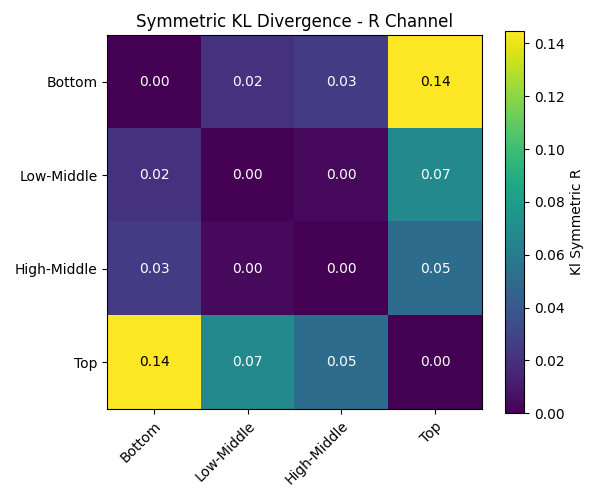 Symmetric KL Divergence - R Channel
Bottom 0.00 0.02 0.03 0.14
Low-Middle 0.02 0.00 0.00 0.07
High-Middle 0.03 0.00 0.00 0.05
Top 0.14 0.07 0.05 0.00
Bottom Low-Middle High-Middle Top
0.14
0.12
0.10
0.08
0.06
0.04
0.02
0.00
Kl Symmetric R